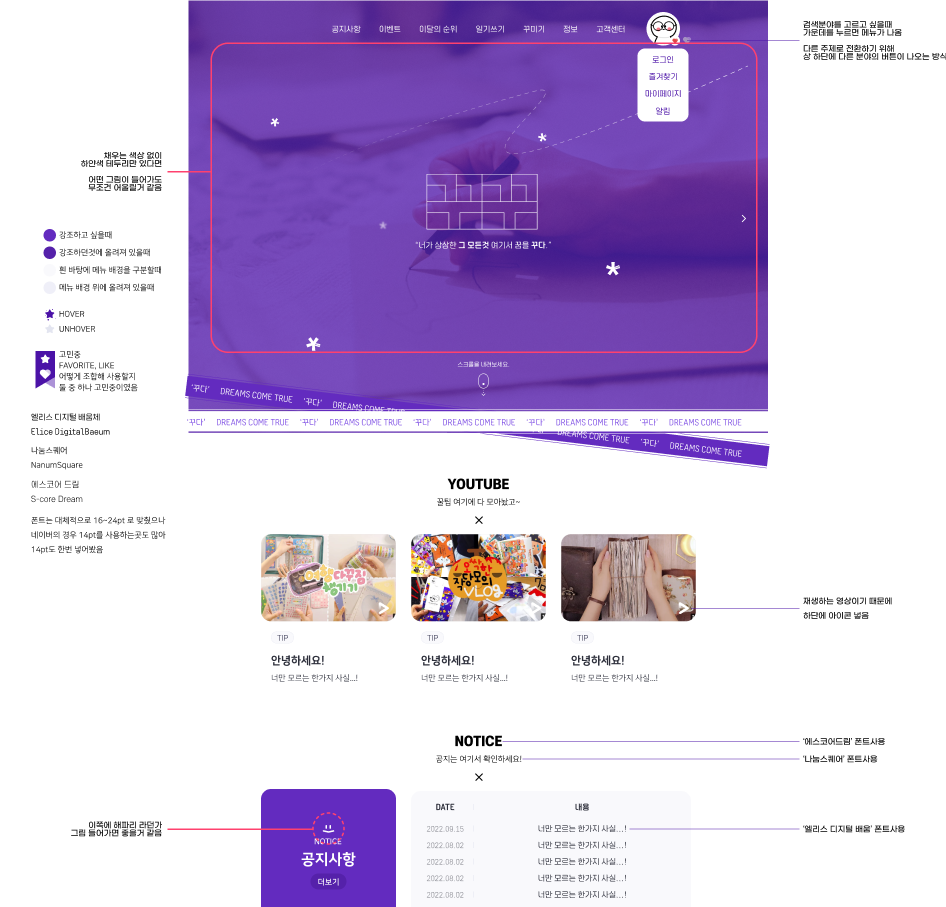 공지사항 이벤트 이달의 순위 일기쓰기 꾸미기 정보 고객센터
로그인
즐겨찾기
마이페이지
알림
검색분야를 고르고 싶을때
가운데를 누르면 메뉴가 나옴
다른 주제로 전환하기 위해
상 하단에 다른 분야의 버튼이 나오는 방식
채우는 색상 없이
하얀색 테두리만 있다면
어떤 그림이 들어가도
무조건 어울릴거 같음
강조하고 싶을때
강조하던것에 올려져 있을때
흰 바탕에 메뉴 배경을 구분할때
메뉴 배경 위에 올려져 있을때
HOVER
UNHOVER
고민중
FAVORITE, LIKE
어떻게 조합해 사용할지
둘 중 하나 고민중이였음
엘리스 디지털 배움체
Elice DigitalBaeum
나눔스퀘어
NanumSquare
에스코어 드림
S-core Dream
폰트는 대체적으로 16~24pt 로 맞췄으나
네이버의 경우 14pt를 사용하는곳도 많아
14pt도 한번 넣어봤음
“너가 상상한 그 모든것 여기서 꿈을 꾸다.”
스크롤을 내려보세요.
‘꾸다’ DREAMS COME TRUE ‘꾸다’ DREAMS COME TRUE
‘꾸다’ DREAMS COME TRUE ‘꾸다’ DREAMS COME TRUE ‘꾸다’ DREAMS COME TRUE ‘꾸다’ DREAMS COME TRUE ‘꾸다’ DREAMS COME TRUE
DREAMS COME TRUE ‘꾸다’ DREAMS COME TRUE
YOUTUBE
꿀팁 여기에 다 모아놨고~
여행다꾸짐
챙기기
오싹한
작당모의
VLOG
TIP
안녕하세요!
너만 모르는 한가지 사실...!
TIP
안녕하세요!
너만 모르는 한가지 사실...!
TIP
안녕하세요!
너만 모르는 한가지 사실...!
재생하는 영상이기 때문에
하단에 아이콘 넣음
NOTICE
공지는 여기서 확인하세요!
‘에스코어드림’ 폰트사용
‘나눔스퀘어’ 폰트사용
이쪽에 해파리 라던가
그림 들어가면 좋을거 같음
NOTICE
공지사항
더보기
DATE 내용
2022.09.15 너만 모르는 한가지 사실...!
2022.08.02 너만 모르는 한가지 사실...!
2022.08.02 너만 모르는 한가지 사실...!
2022.08.02 너만 모르는 한가지 사실...!
2022.08.02 너만 모르는 한가지 사실...!
‘엘리스 디지털 배움’ 폰트사용